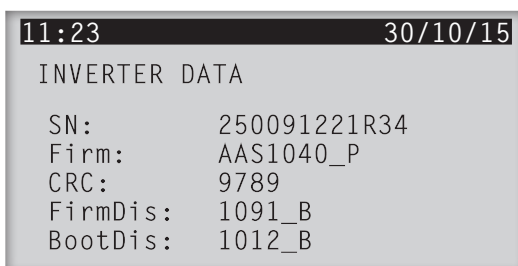 11:23 30/10/15
INVERTER DATA
SN: 250091221R34
Firm: AAS1040_P
CRC: 9789
FirmDis: 1091_B
BootDis: 1012_B